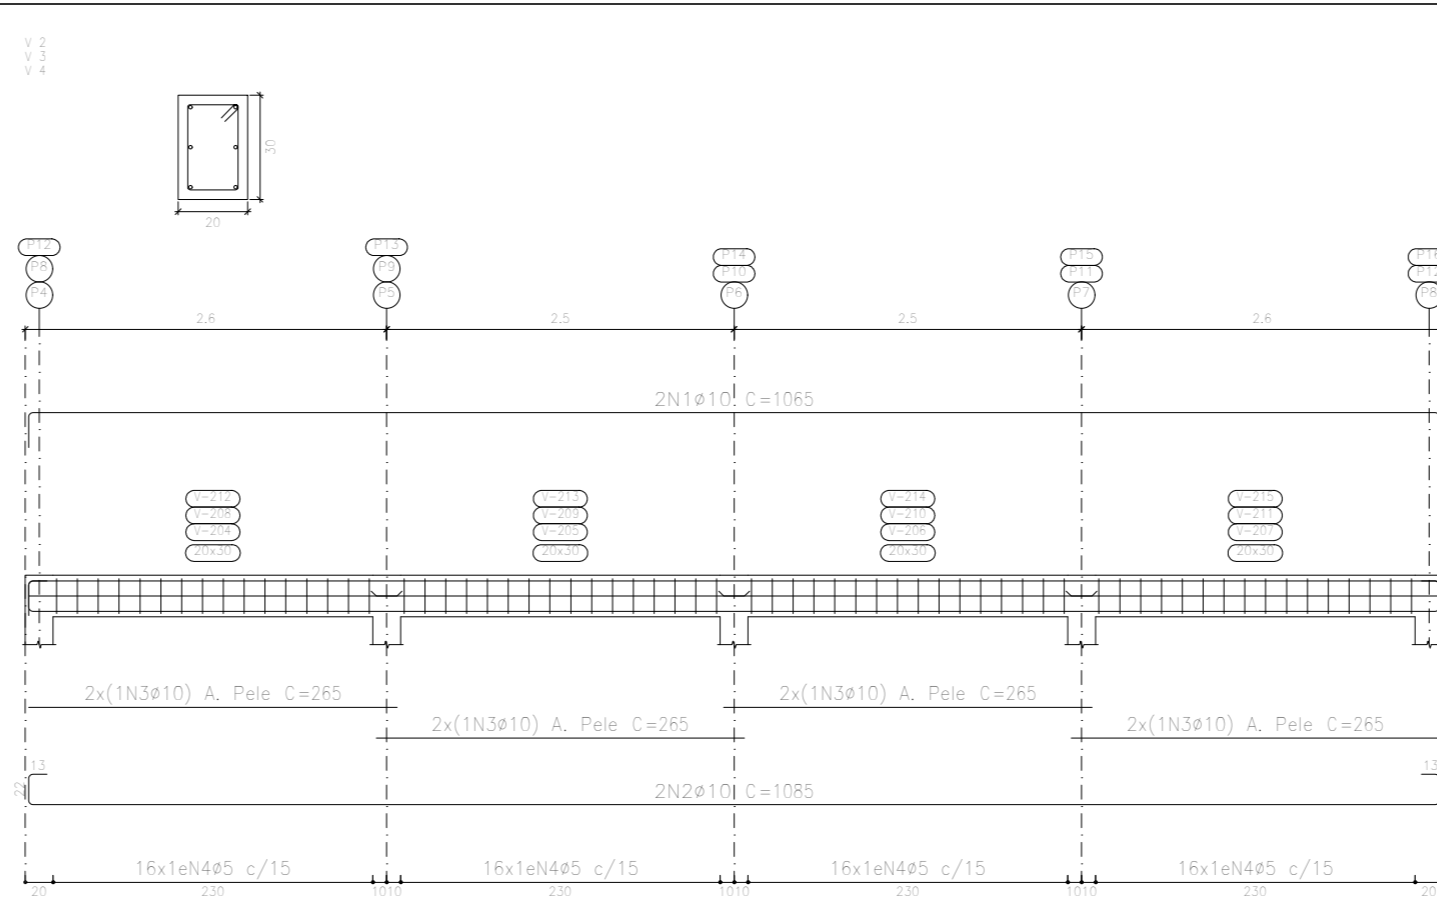 V 2
V 3
V 4
30
20
P12 P13 P14 P15 P16
P8 P9 P10 P11 P12
P4 P5 P6 P7 P8
2.6 2.5 2.5 2.6
2N1ø10 C=1065
V-212 V-213 V-214 V-215
V-208 V-209 V-210 V-211
V-204 V-205 V-206 V-207
20x30 20x30 20x30 20x30
2x(1N3ø10) A. Pele C=265 2x(1N3ø10) A. Pele C=265
2x(1N3ø10) A. Pele C=265 2x(1N3ø10) A. Pele C=265
13 13
22
2N2ø10 C=1085
16x1eN4ø5 c/15 16x1eN4ø5 c/15 16x1eN4ø5 c/15 16x1eN4ø5 c/15
20 230 1010 230 1010 230 1010 230 20